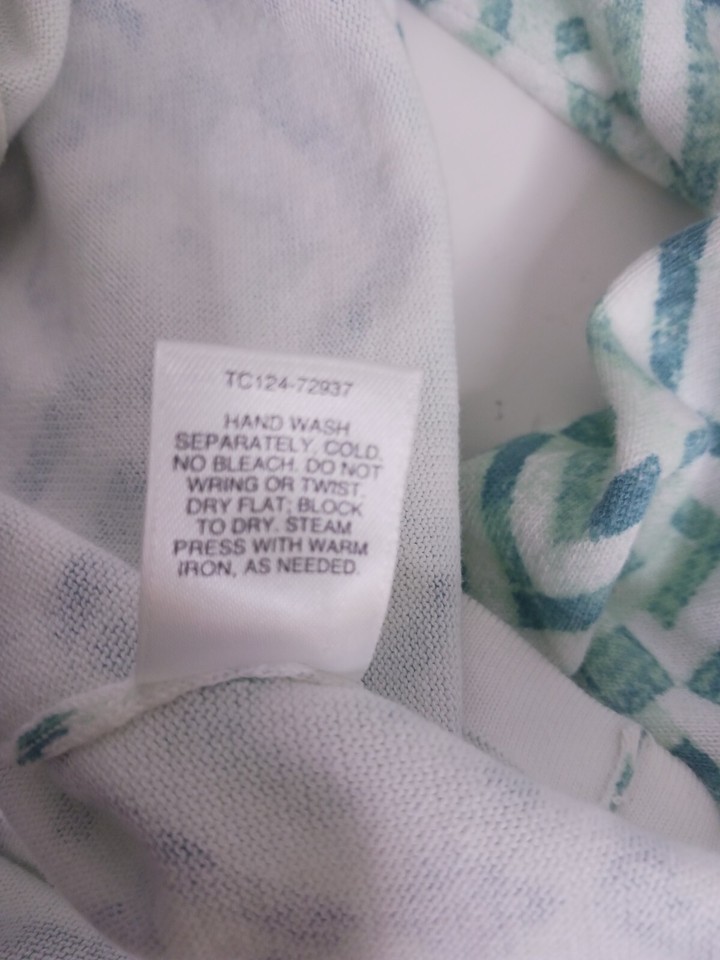 TC124-72937
HAND WASH
SEPARATELY, COLD.
NO BLEACH. DO NOT
WRING OR TWIST.
DRY FLAT; BLOCK
TO DRY. STEAM
PRESS WITH WARM
IRON, AS NEEDED.